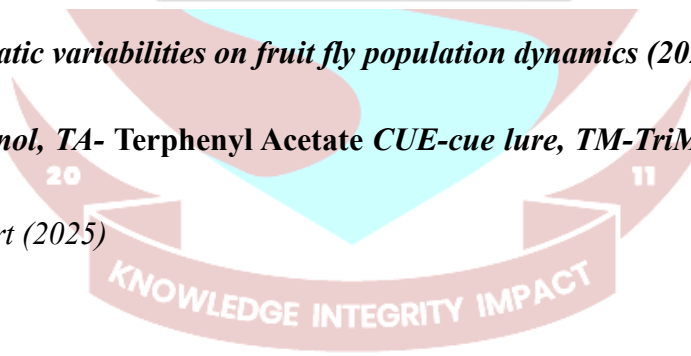 atic variabilities on fruit fly population dynamics (20
nol, TA- Terphenyl Acetate CUE-cue lure, TM-TriM
20 11
rt (2025)
KNOWLEDGE INTEGRITY IMPACT